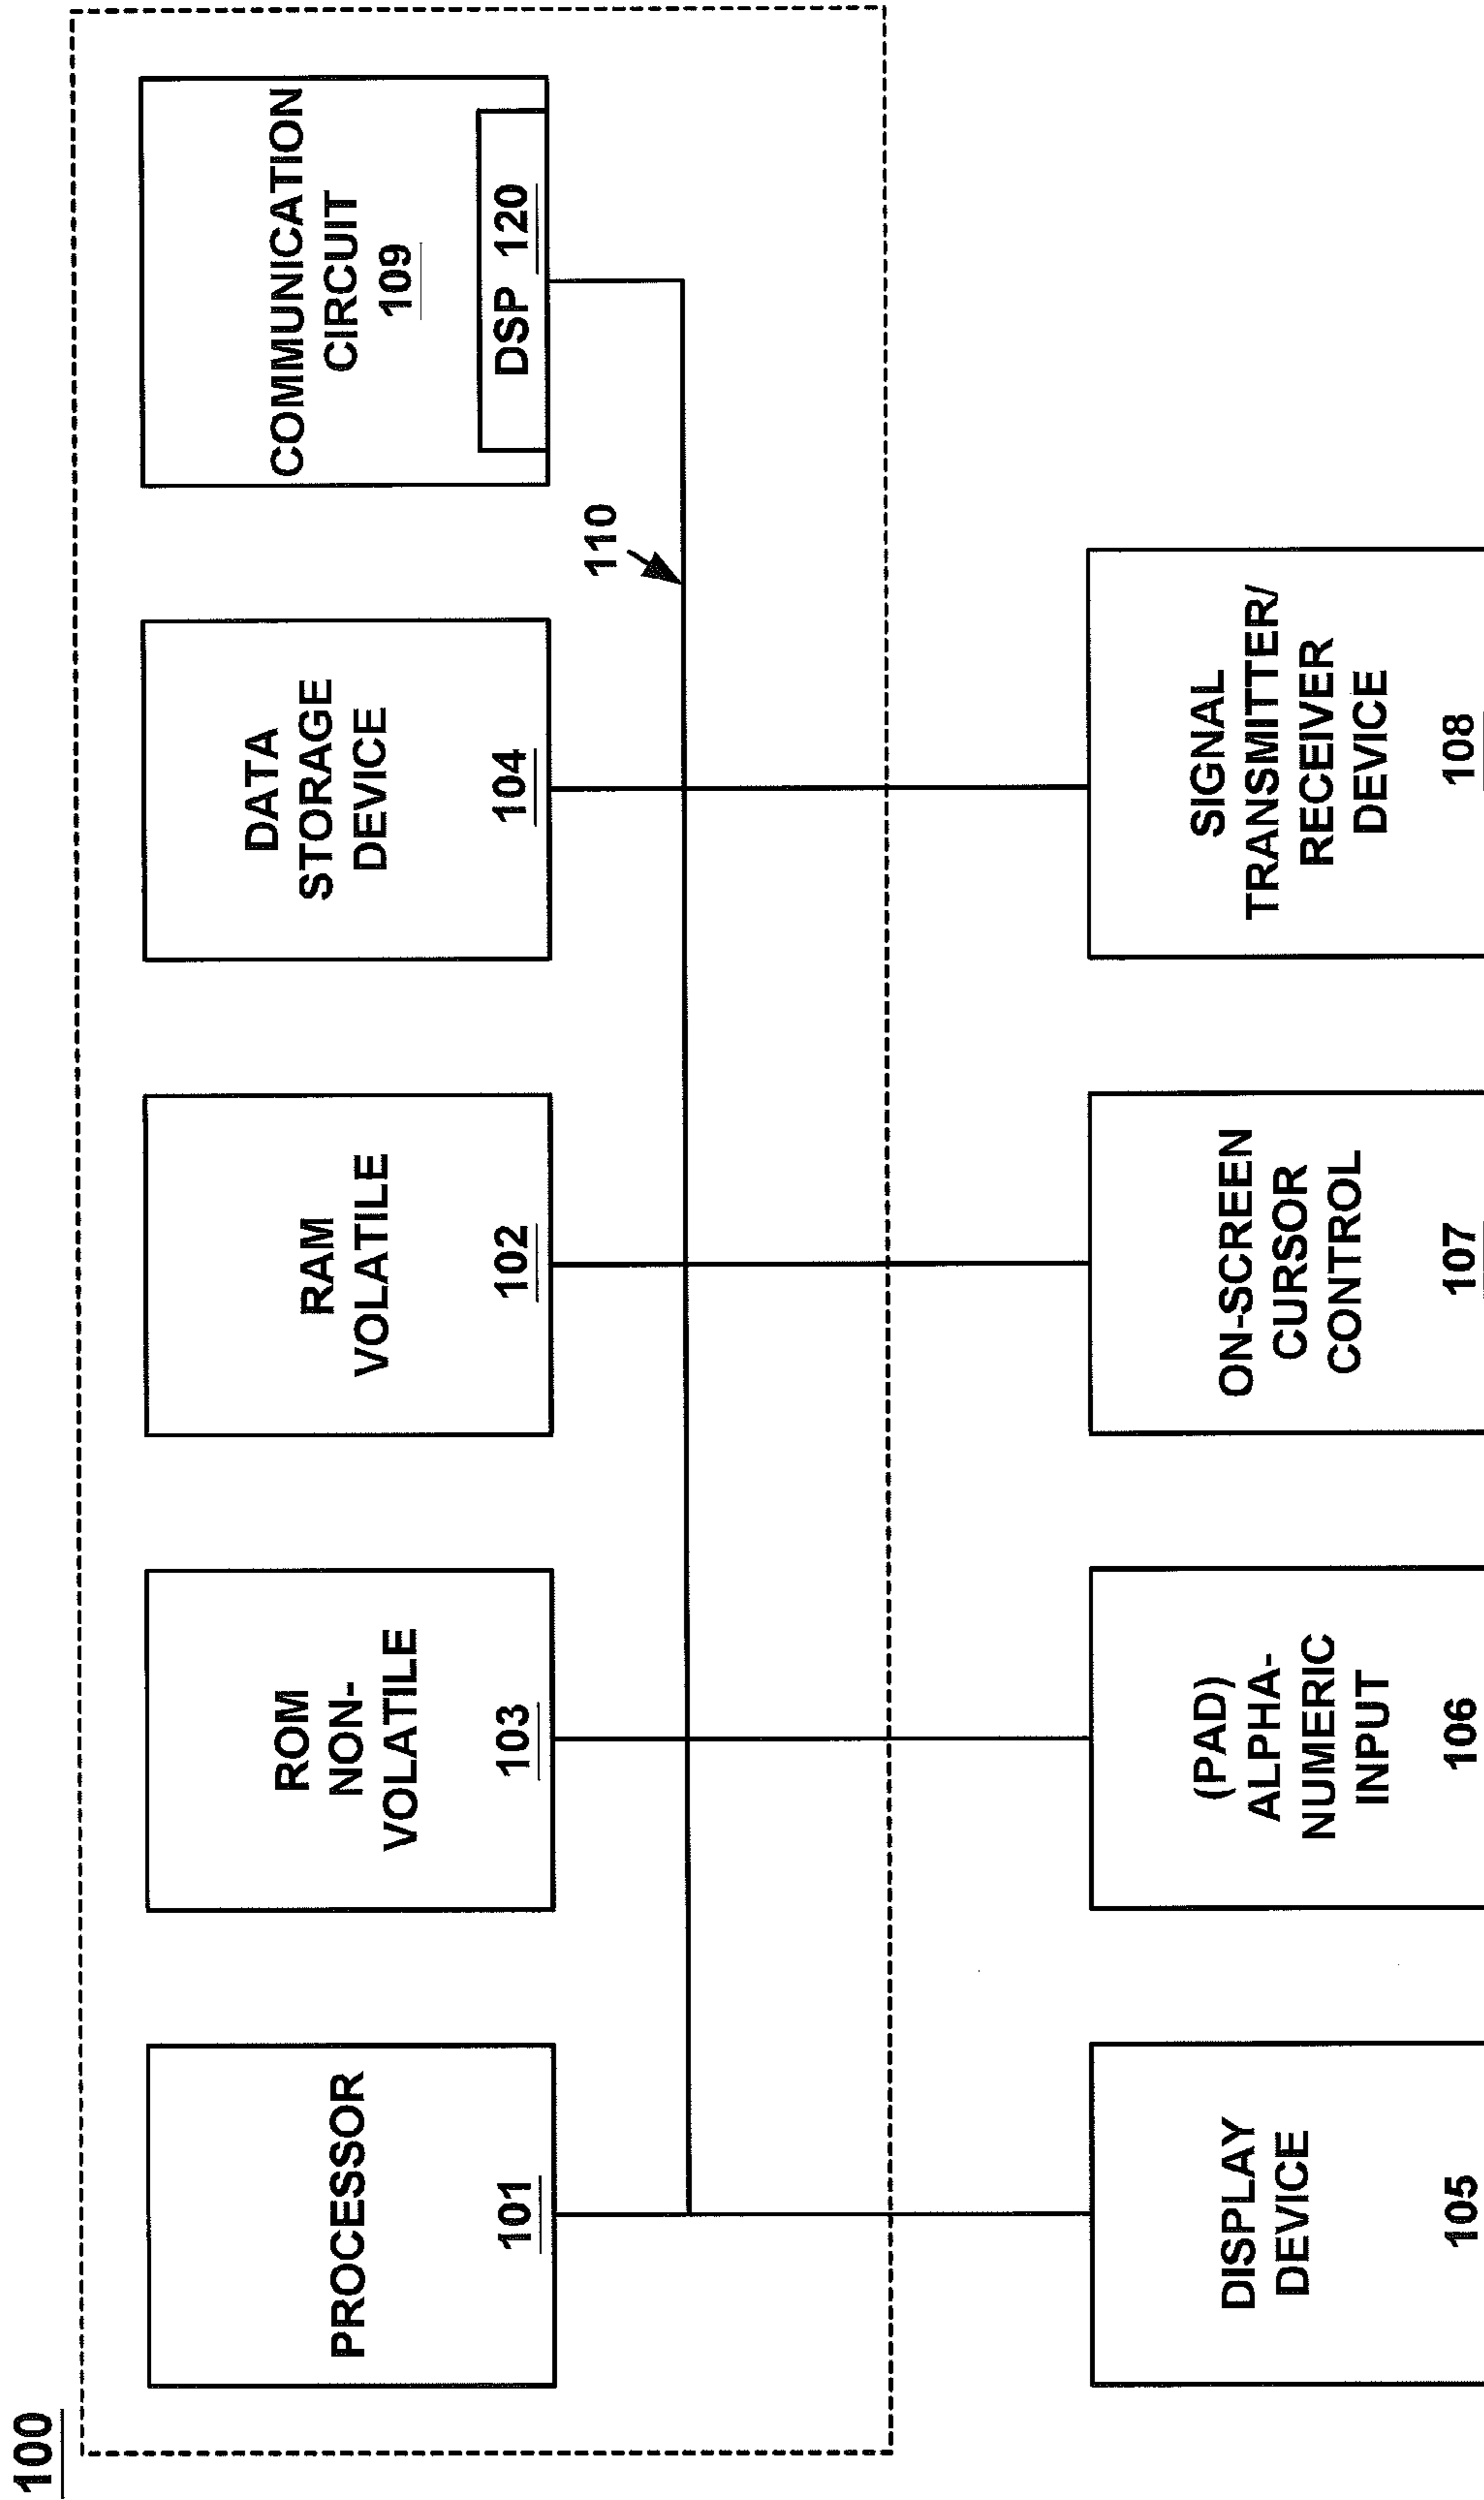 100
PROCESSOR
101
ROM
NON-
VOLATILE
103
RAM
VOLATILE
102
DATA
STORAGE
DEVICE
104
COMMUNICATION
CIRCUIT
109
DSP 120
110
DISPLAY
DEVICE
105
(PAD)
ALPHA-
NUMERIC
INPUT
106
ON-SCREEN
CURSOR
CONTROL
107
SIGNAL
TRANSMITTER/
RECEIVER
DEVICE
108